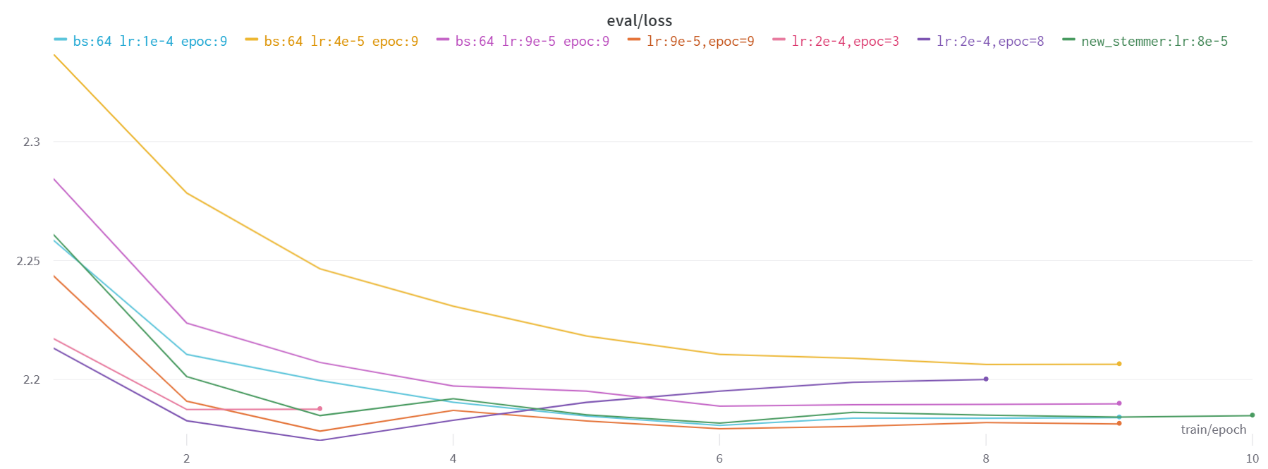 eval/loss
bs:64 lr:1e-4 epoc:9 bs:64 lr:4e-5 epoc:9 bs:64 lr:9e-5 epoc:9 lr:9e-5,epoc=9 lr:2e-4,epoc=3 lr:2e-4,epoc=8 new_stemmer:lr:8e-5
2.3
2.25
2.2
train/epoch
2 4 6 8 10